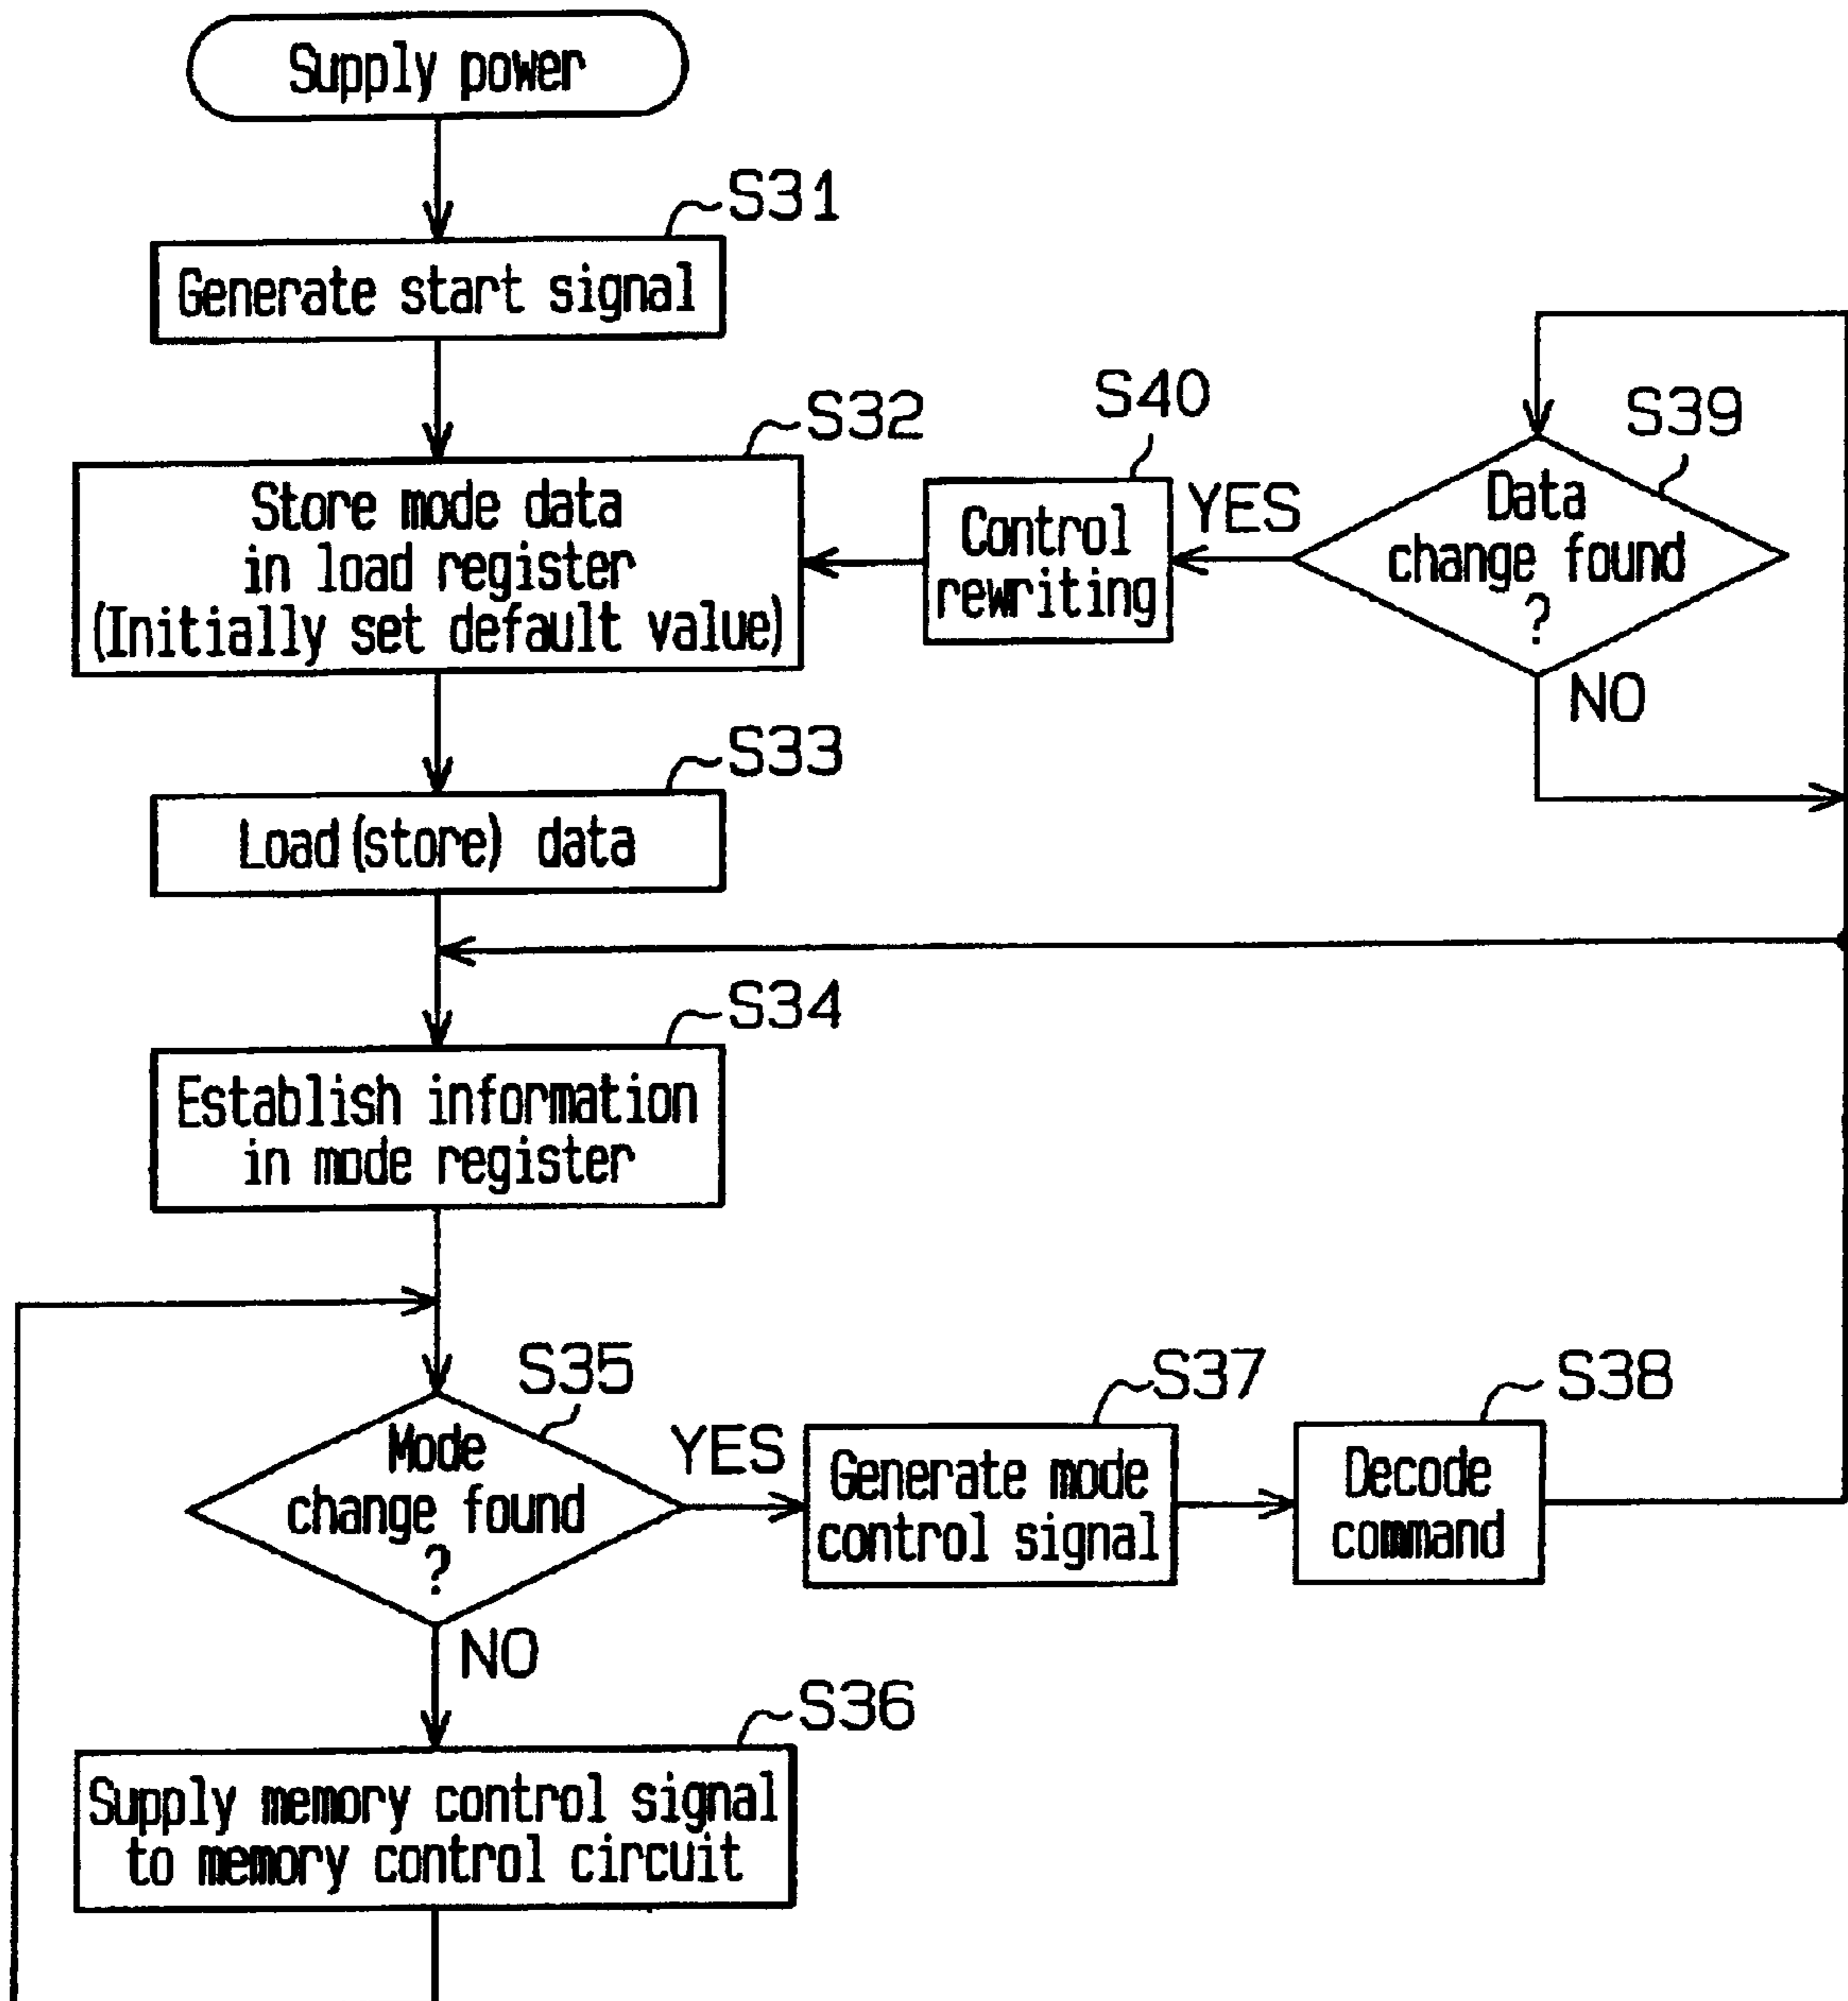 Supply power
S31
Generate start signal
S32
Store mode data
in load register
(Initially set default value)
S40
Control
rewriting
YES
S39
Data
change found
?
NO
S33
Load(store) data
S34
Establish information
in mode register
S35
Mode
change found
?
YES
S37
Generate mode
control signal
S38
Decode
command
NO
S36
Supply memory control signal
to memory control circuit